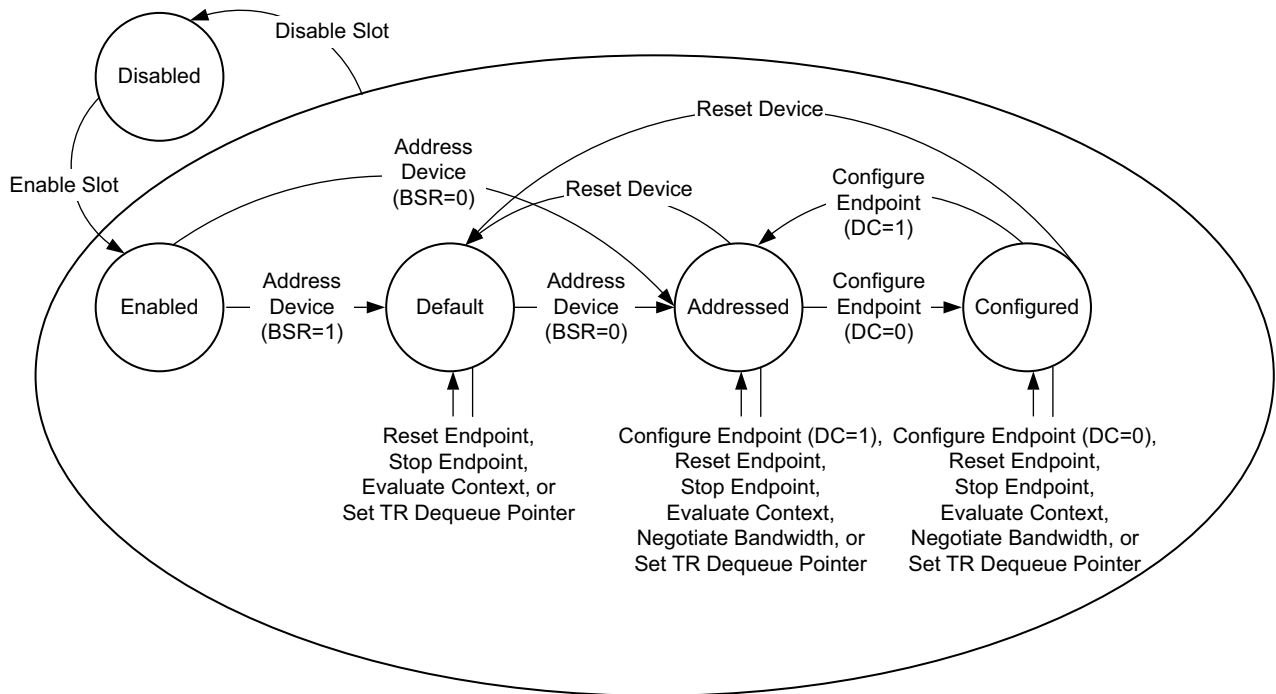 Disable Slot
Disabled
Enable Slot
Reset Device
Address
Device
(BSR=0)
Reset Device
Configure
Endpoint
(DC=1)
Enabled
Address
Device
(BSR=1)
Default
Address
Device
(BSR=0)
Addressed
Configure
Endpoint
(DC=0)
Configured
Reset Endpoint,
Stop Endpoint,
Evaluate Context, or
Set TR Dequeue Pointer
Configure Endpoint (DC=1),
Reset Endpoint,
Stop Endpoint,
Evaluate Context,
Negotiate Bandwidth, or
Set TR Dequeue Pointer
Configure Endpoint (DC=0),
Reset Endpoint,
Stop Endpoint,
Evaluate Context,
Negotiate Bandwidth, or
Set TR Dequeue Pointer